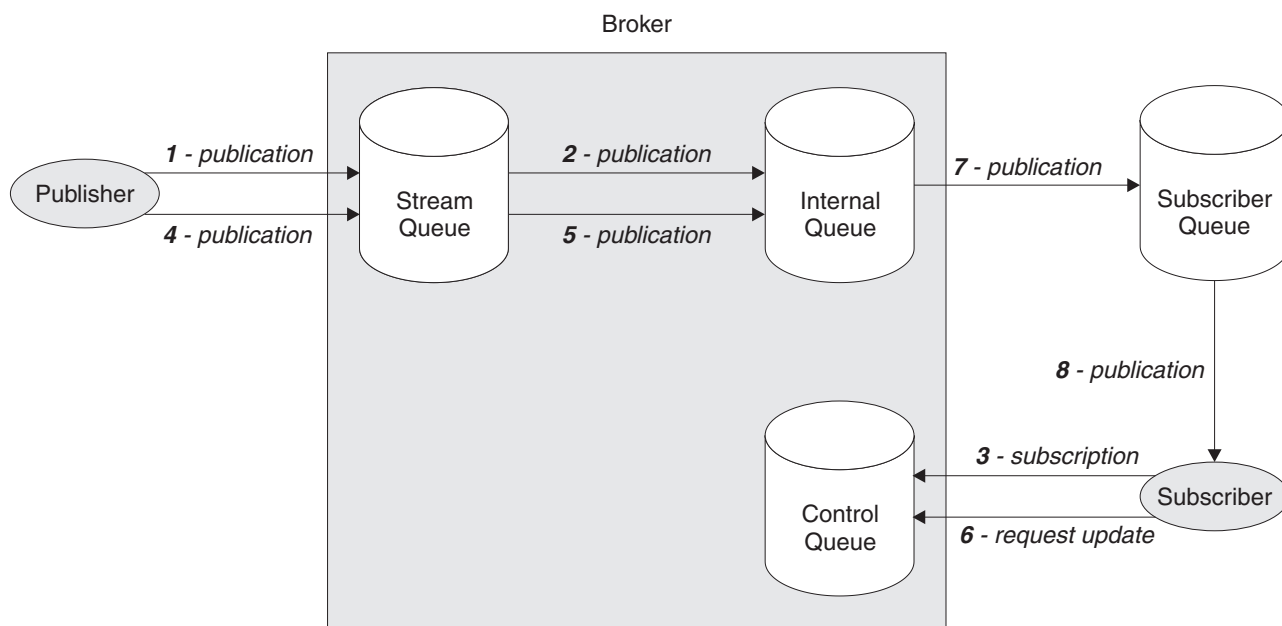 Broker
1 - publication
2 - publication
7 - publication
Publisher
Stream
Queue
Internal
Queue
Subscriber
Queue
4 - publication
5 - publication
8 - publication
3 - subscription
Control
Queue
Subscriber
6 - request update